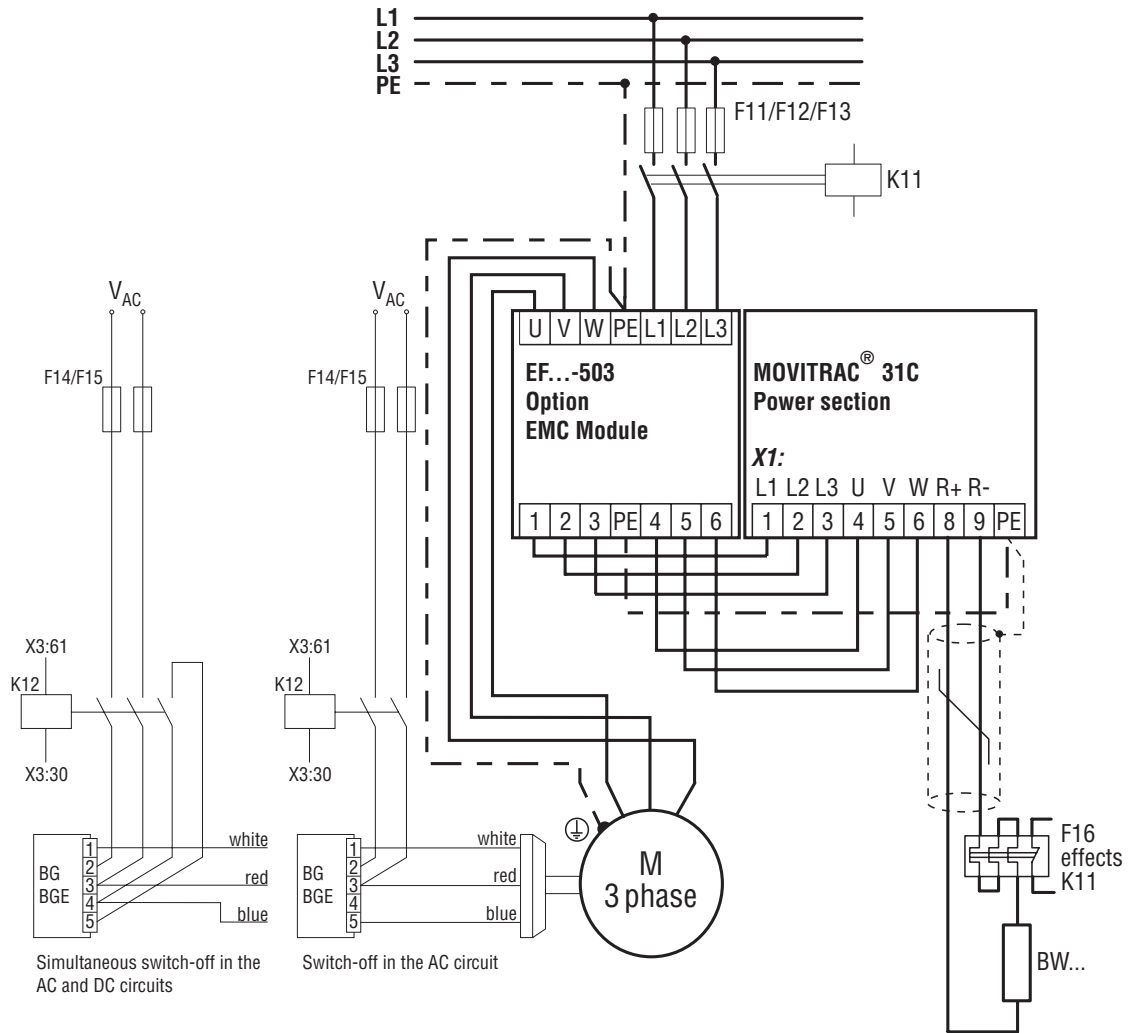 L1
L2
L3
PE
F11/F12/F13
K11
VAC
VAC
U V W PE L1 L2 L3
EF...-503
Option
EMC Module
MOVITRAC® 31C
Power section
F14/F15
F14/F15
X1:
L1 L2 L3 U V W R+ R-
1 2 3 PE 4 5 6
1 2 3 4 5 6 8 9 PE
X3:61
K12
X3:30
X3:61
K12
X3:30
BG
BGE
1
2
3
4
5
white
red
blue
BG
BGE
1
2
3
4
5
white
red
blue
M
3 phase
F16
effects
K11
BW...
Simultaneous switch-off in the
AC and DC circuits
Switch-off in the AC circuit